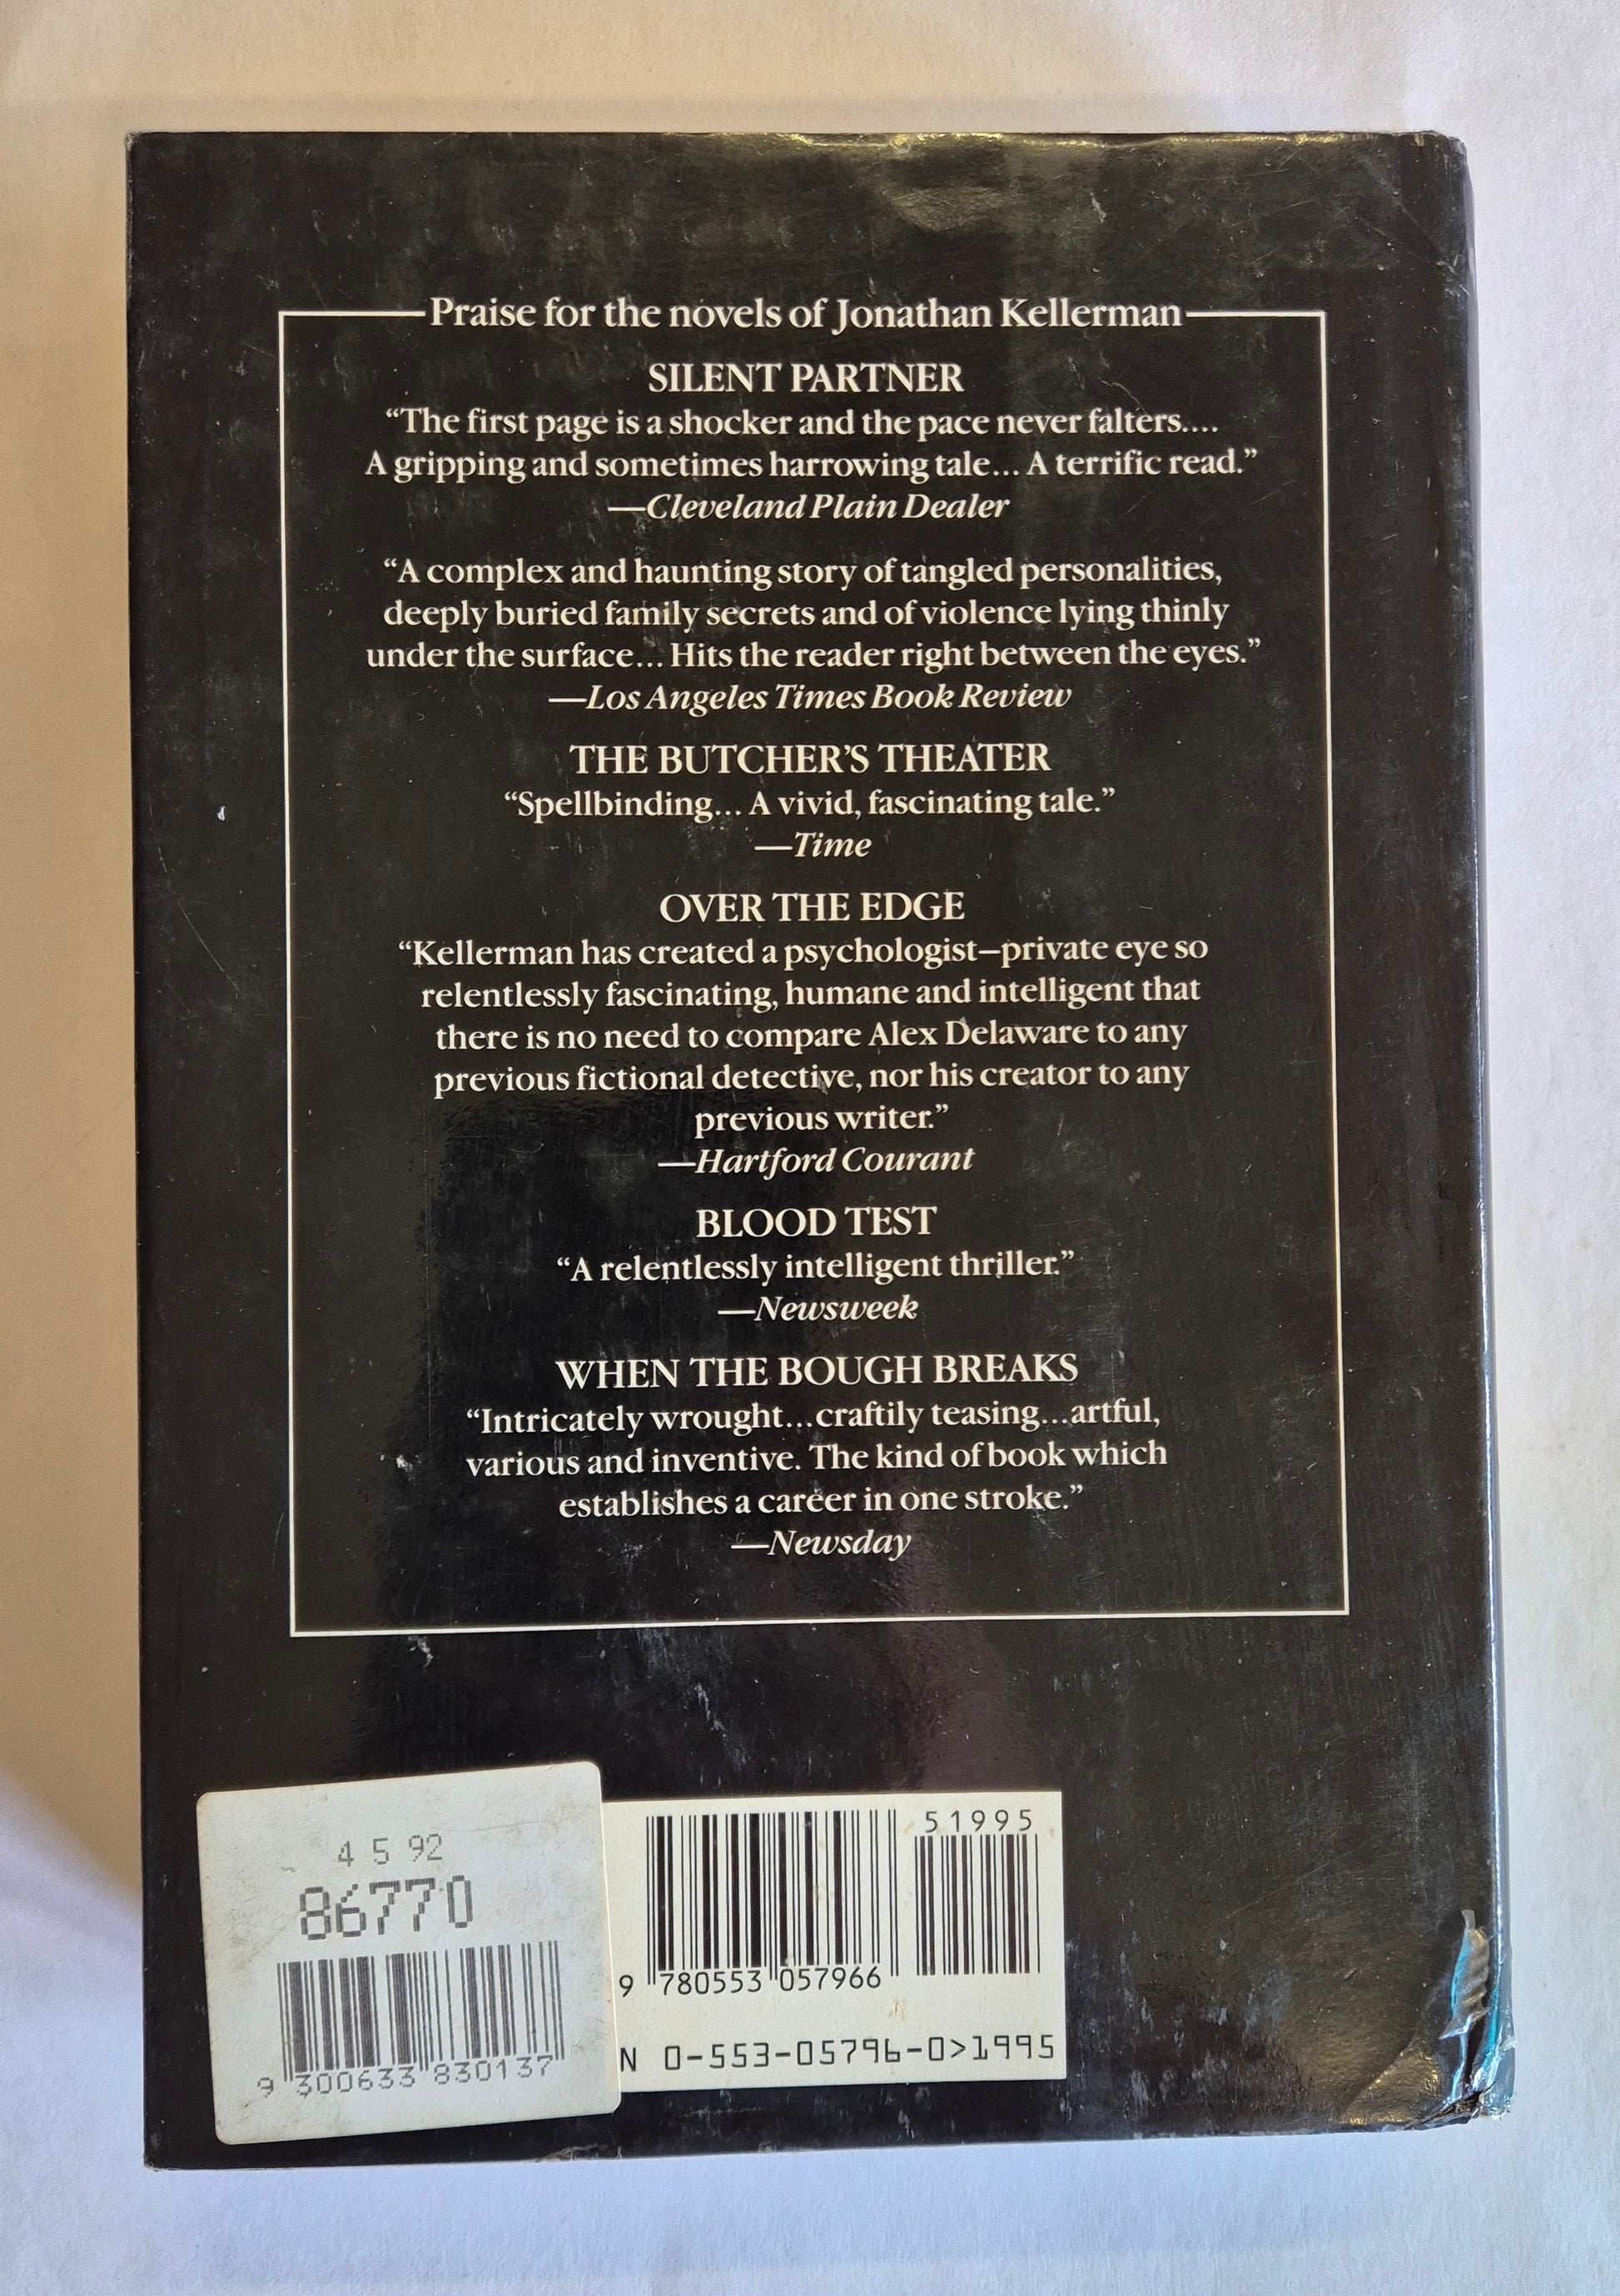 Praise for the novels of Jonathan Kellerman
SILENT PARTNER
“The first page is a shocker and the pace never falters....
A gripping and sometimes harrowing tale... A terrific read.”
—Cleveland Plain Dealer
“A complex and haunting story of tangled personalities,
deeply buried family secrets and of violence lying thinly
under the surface... Hits the reader right between the eyes.”
—Los Angeles Times Book Review
THE BUTCHER’S THEATER
“Spellbinding... A vivid, fascinating tale.”
—Time
OVER THE EDGE
“Kellerman has created a psychologist–private eye so
relentlessly fascinating, humane and intelligent that
there is no need to compare Alex Delaware to any
previous fictional detective, nor his creator to any
previous writer.”
—Hartford Courant
BLOOD TEST
“A relentlessly intelligent thriller.”
—Newsweek
WHEN THE BOUGH BREAKS
“Intricately wrought...craftily teasing...artful,
various and inventive. The kind of book which
establishes a career in one stroke.”
—Newsday
4 5 92
86770
9 300633 830137
51995
9 780553 057966
N 0-553-05796-0>1995